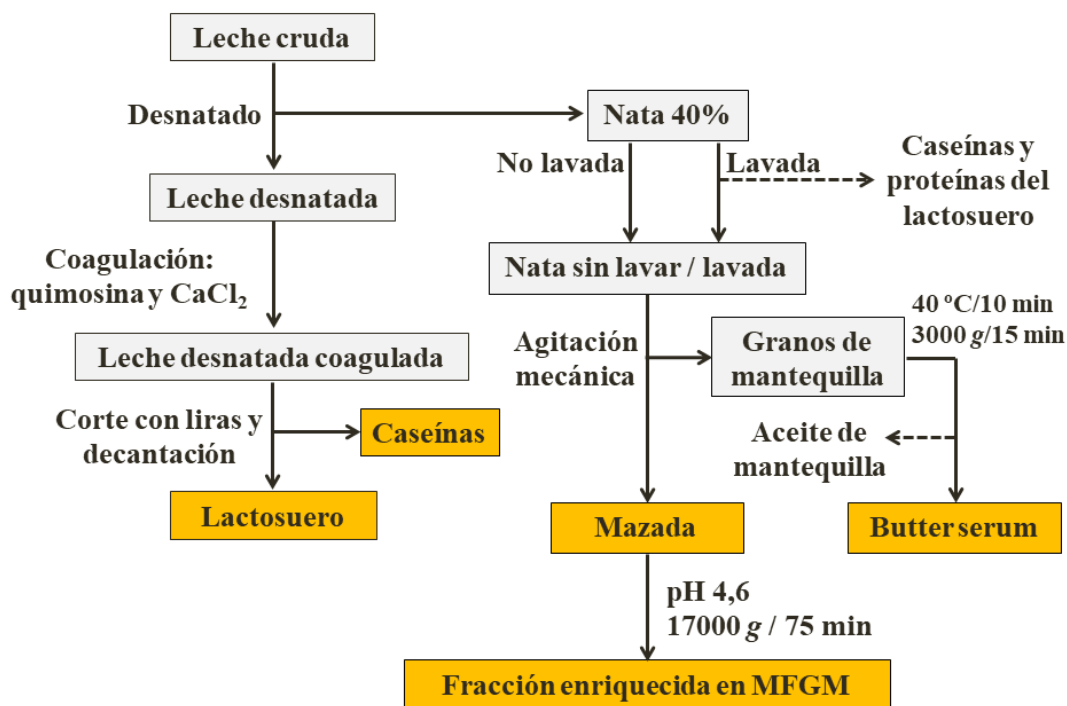 Leche cruda
Desnatado
Nata 40%
No lavada
Lavada
Caseínas y
proteínas del
lactosuero
Leche desnatada
Coagulación:
quimosina y CaCl₂
Nata sin lavar / lavada
40 ºC/10 min
3000 g/15 min
Leche desnatada coagulada
Agitación
mecánica
Granos de
mantequilla
Corte con liras y
decantación
Caseínas
Aceite de
mantequilla
Lactosuero
Mazada
Butter serum
pH 4,6
17000 g / 75 min
Fracción enriquecida en MFGM